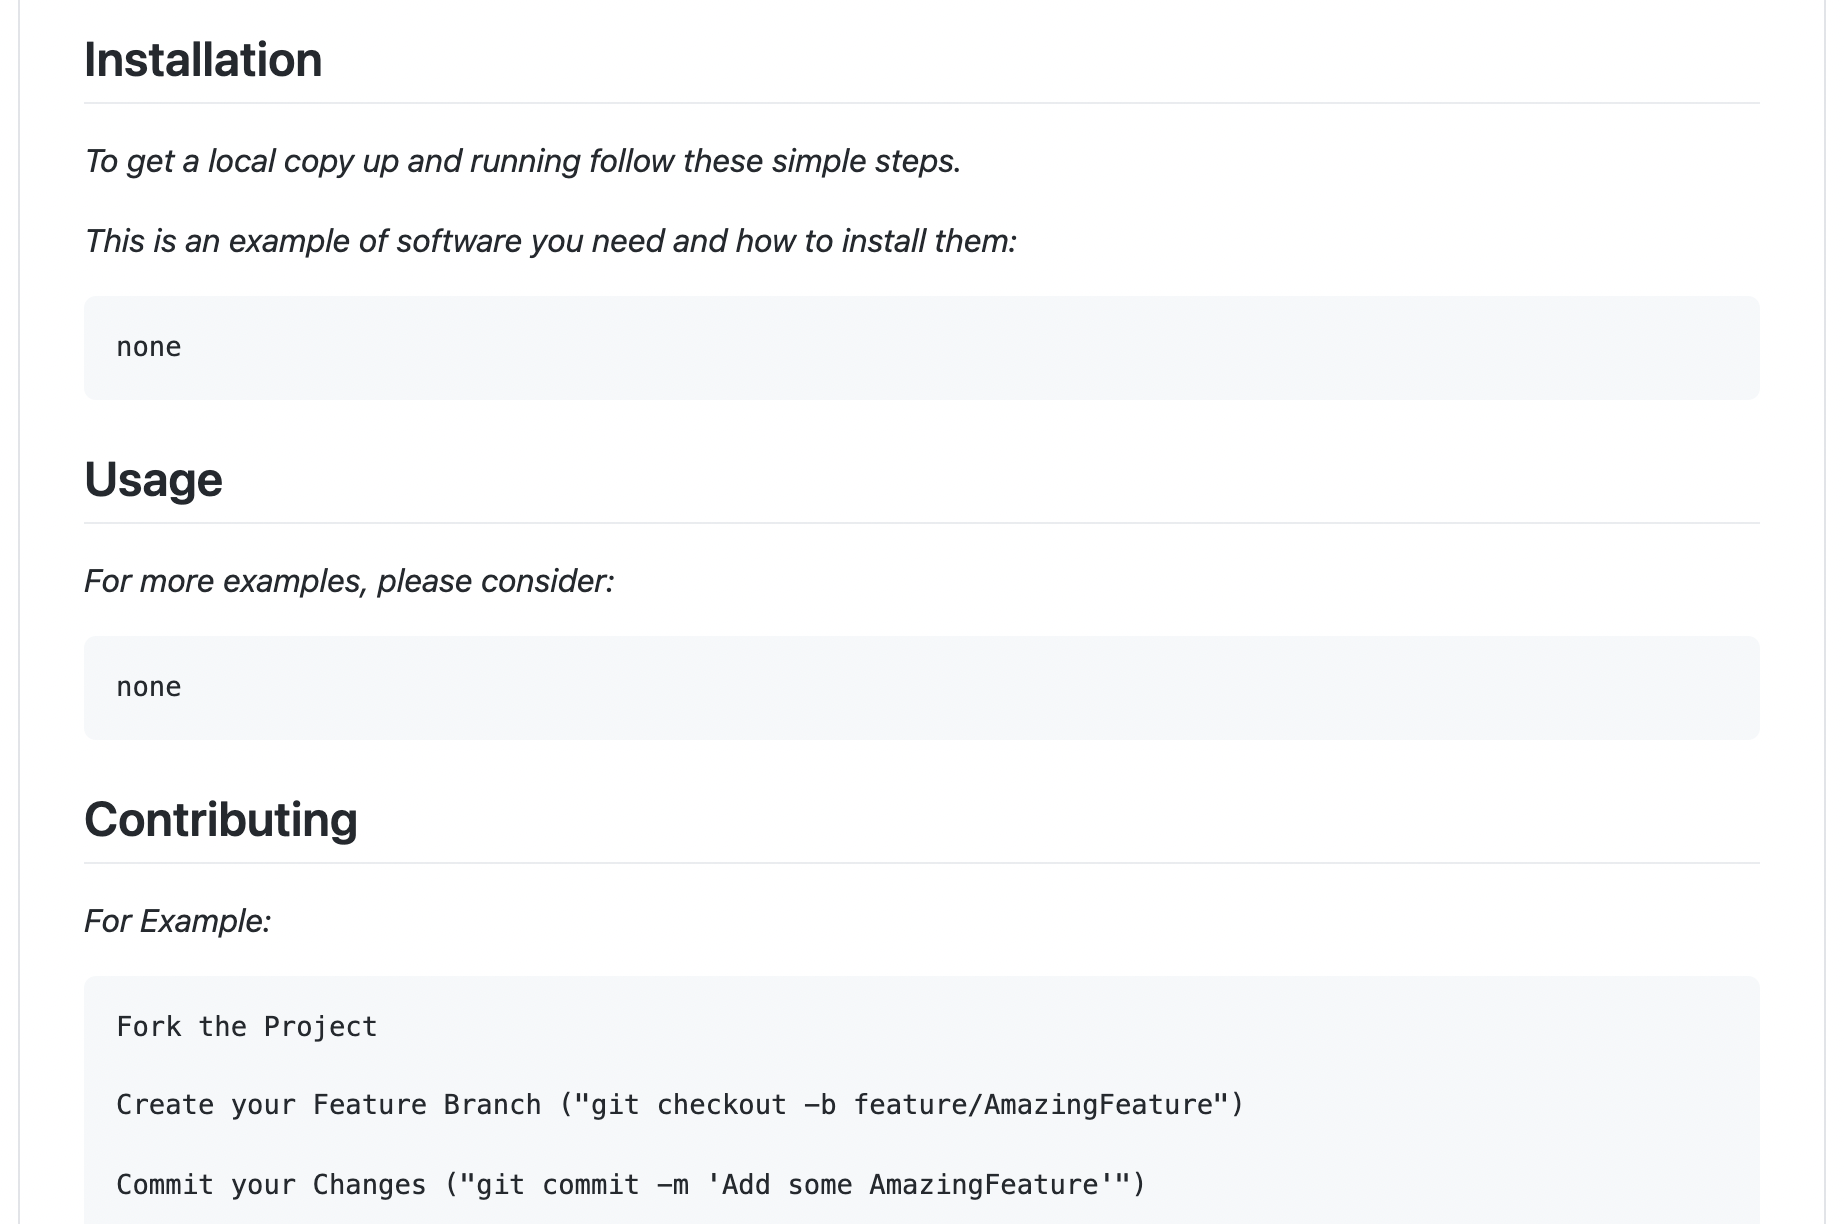 Installation
To get a local copy up and running follow these simple steps.
This is an example of software you need and how to install them:
none
Usage
For more examples, please consider:
none
Contributing
For Example:
Fork the Project
Create your Feature Branch ("git checkout -b feature/AmazingFeature")
Commit your Changes ("git commit -m 'Add some AmazingFeature'")